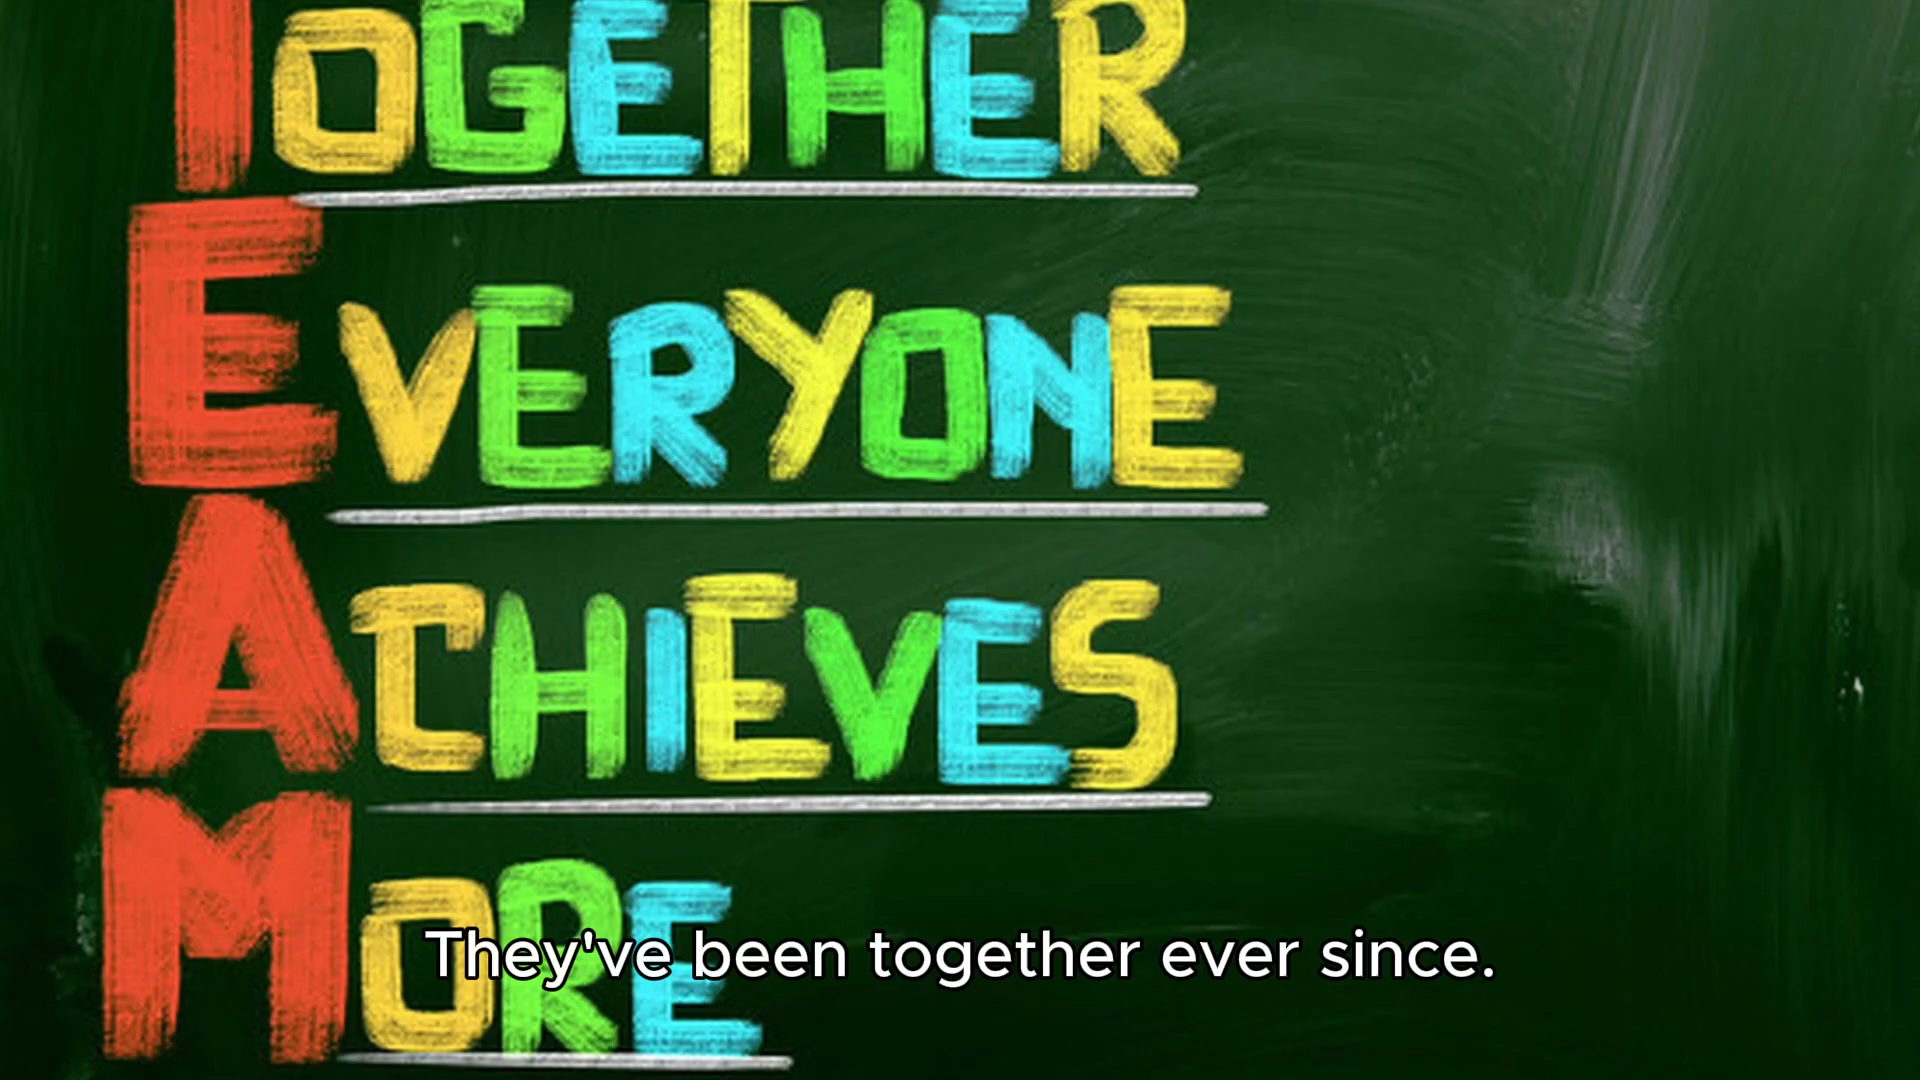 TOGETHER
EVERYONE
ACHIEVES
MORE
They've been together ever since.